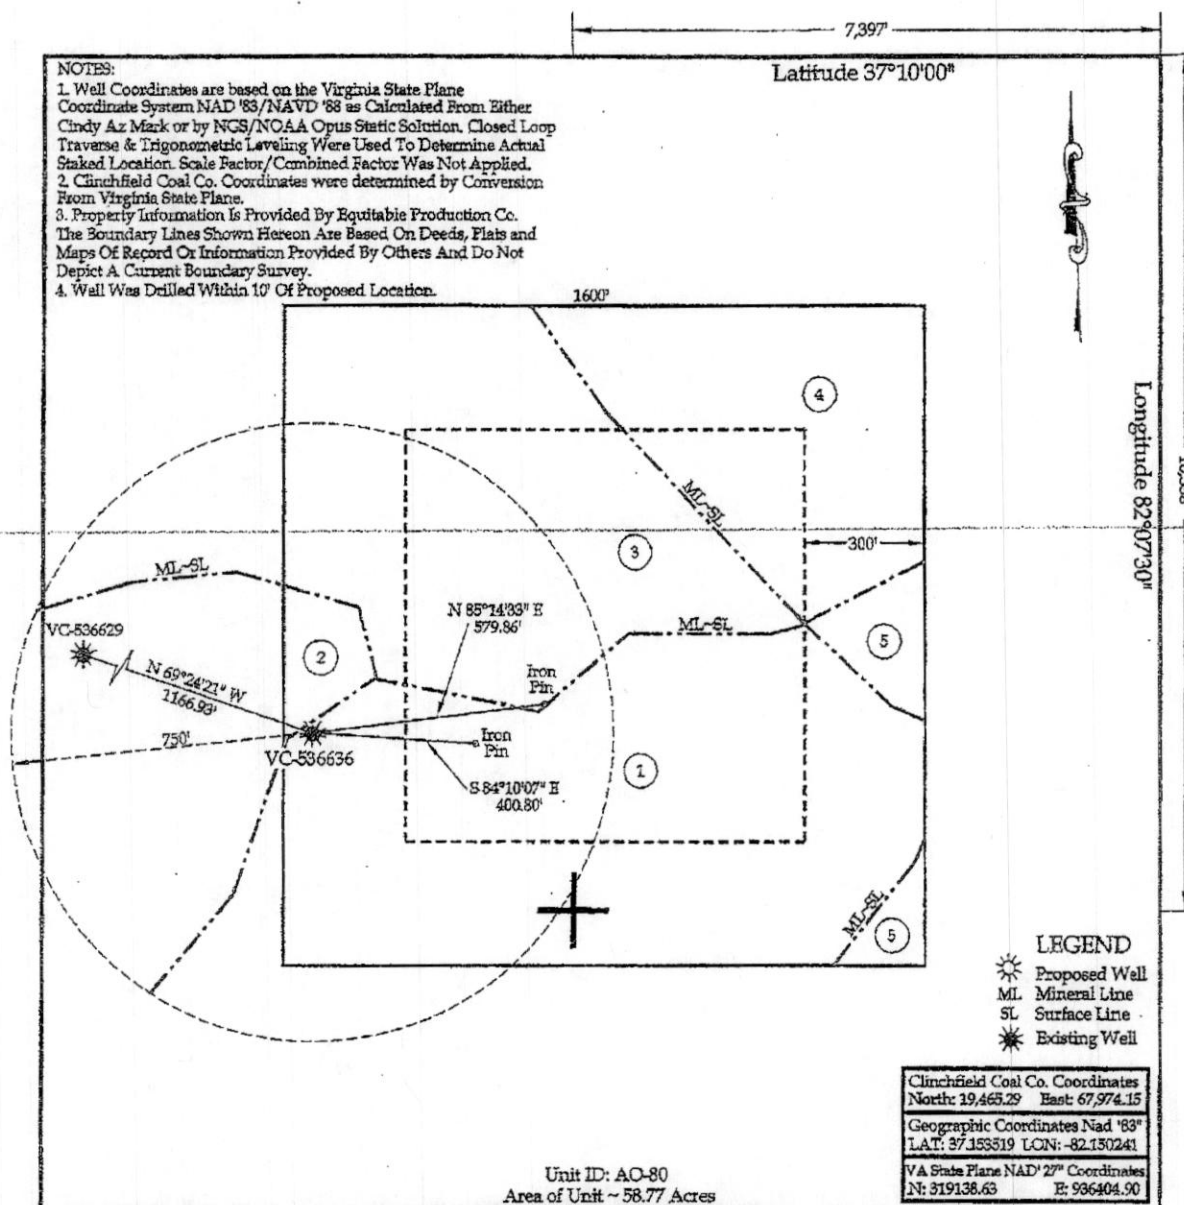 7,397'
Latitude 37°10'00"
NOTES:
1. Well Coordinates are based on the Virginia State Plane
Coordinate System NAD '83/NAVD '88 as Calculated From Either
Cindy Az Mark or by NGS/NOAA Opus Static Solution. Closed Loop
Traverse & Trigonometric Leveling Were Used To Determine Actual
Staked Location. Scale Factor/Combined Factor Was Not Applied.
2. Clinchfield Coal Co. Coordinates were determined by Conversion
From Virginia State Plane.
3. Property Information Is Provided By Equitable Production Co.
The Boundary Lines Shown Hereon Are Based On Deeds, Plats and
Maps Of Record Or Information Provided By Others And Do Not
Depict A Current Boundary Survey.
4. Well Was Drilled Within 10' Of Proposed Location.
1600'
4
Longitude 82°07'30"
ML~SL
3
300'
ML~SL
N 85°14'33" E
579.86'
ML~SL
5
VC-536629
2
N 69°24'21" W
1166.93'
Iron
Pin
750'
VC-536636
Iron
Pin
1
S 84°10'07" E
400.80'
ML~SL
5
LEGEND
Proposed Well
ML Mineral Line
SL Surface Line
Existing Well
Clinchfield Coal Co. Coordinates
North: 19,465.29 East: 67,974.15
Geographic Coordinates Nad '83"
LAT: 37.153519 LON: -82.150241
VA State Plane NAD' 27" Coordinates
N: 319138.63 E: 936404.90
Unit ID: AO-80
Area of Unit ~ 58.77 Acres